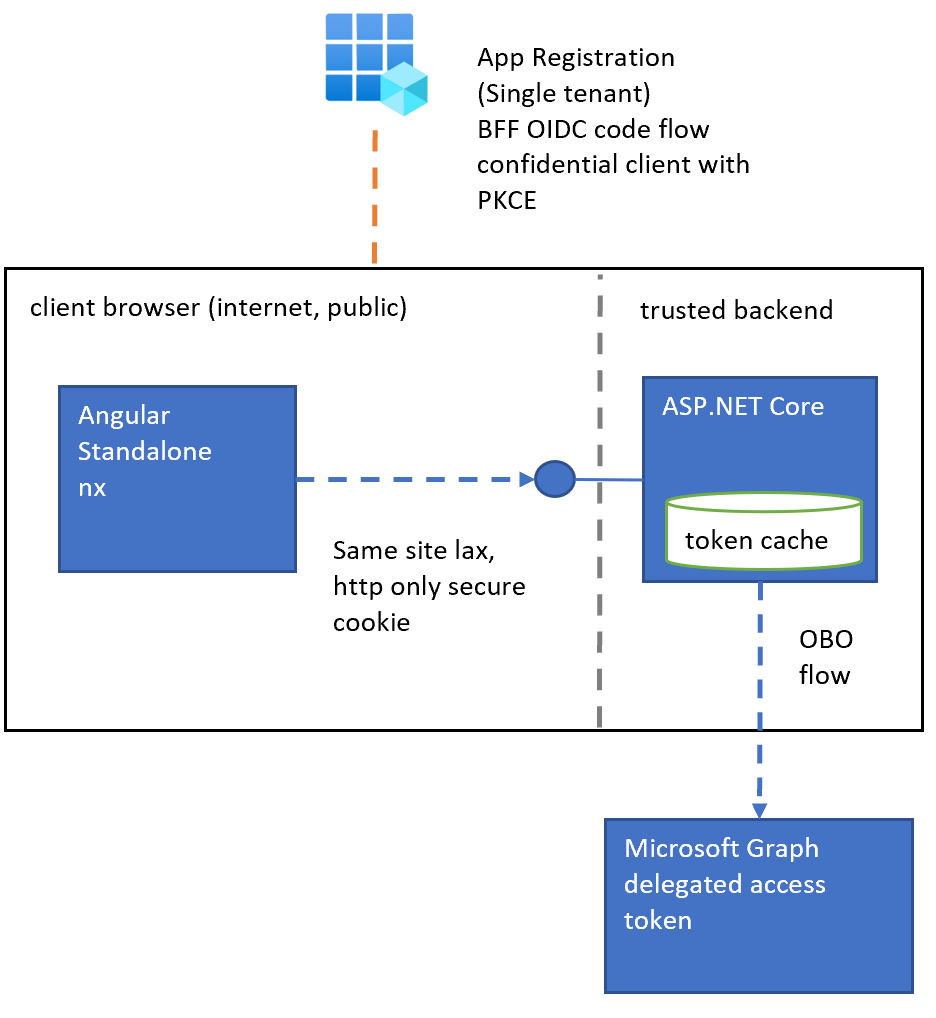 App Registration
(Single tenant)
BFF OIDC code flow
confidential client with
PKCE
client browser (internet, public)
trusted backend
Angular
Standalone
nx
ASP.NET Core
token cache
Same site lax,
http only secure
cookie
OBO
flow
Microsoft Graph
delegated access
token